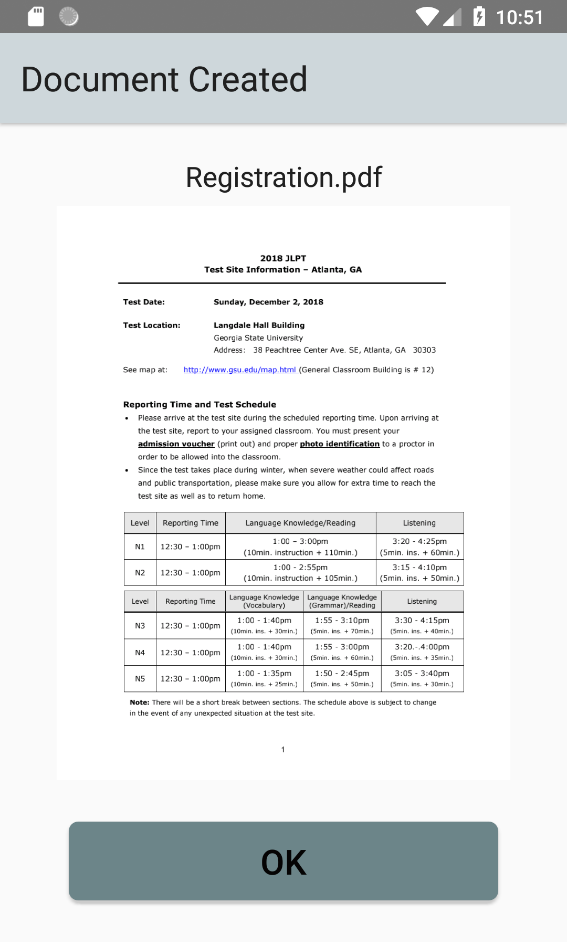 10:51
Document Created
Registration.pdf
2018 JLPT
Test Site Information – Atlanta, GA
Test Date: Sunday, December 2, 2018
Test Location: Langdale Hall Building
Georgia State University
Address: 38 Peachtree Center Ave. SE, Atlanta, GA 30303
See map at: http://www.gsu.edu/map.html (General Classroom Building is # 12)
Reporting Time and Test Schedule
• Please arrive at the test site during the scheduled reporting time. Upon arriving at
the test site, report to your assigned classroom. You must present your
admission voucher (print out) and proper photo identification to a proctor in
order to be allowed into the classroom.
• Since the test takes place during winter, when severe weather could affect roads
and public transportation, please make sure you allow for extra time to reach the
test site as well as to return home.
Level Reporting Time Language Knowledge/Reading Listening
N1 12:30 – 1:00pm 1:00 – 3:00pm 3:20 - 4:25pm
(10min. instruction + 110min.) (5min. ins. + 60min.)
N2 12:30 – 1:00pm 1:00 - 2:55pm 3:15 - 4:10pm
(10min. instruction + 105min.) (5min. ins. + 50min.)
Level Reporting Time Language Knowledge Language Knowledge Listening
(Vocabulary) (Grammar)/Reading
N3 12:30 – 1:00pm 1:00 - 1:40pm 1:55 - 3:10pm 3:30 - 4:15pm
(10min. ins. + 30min.) (5min. ins. + 70min.) (5min. ins. + 40min.)
N4 12:30 – 1:00pm 1:00 - 1:40pm 1:55 - 3:00pm 3:20.-.4:00pm
(10min. ins. + 30min.) (5min. ins. + 60min.) (5min. ins. + 35min.)
N5 12:30 – 1:00pm 1:00 - 1:35pm 1:50 - 2:45pm 3:05 - 3:40pm
(10min. ins. + 25min.) (5min. ins. + 50min.) (5min. ins. + 30min.)
Note: There will be a short break between sections. The schedule above is subject to change
in the event of any unexpected situation at the test site.
1
OK